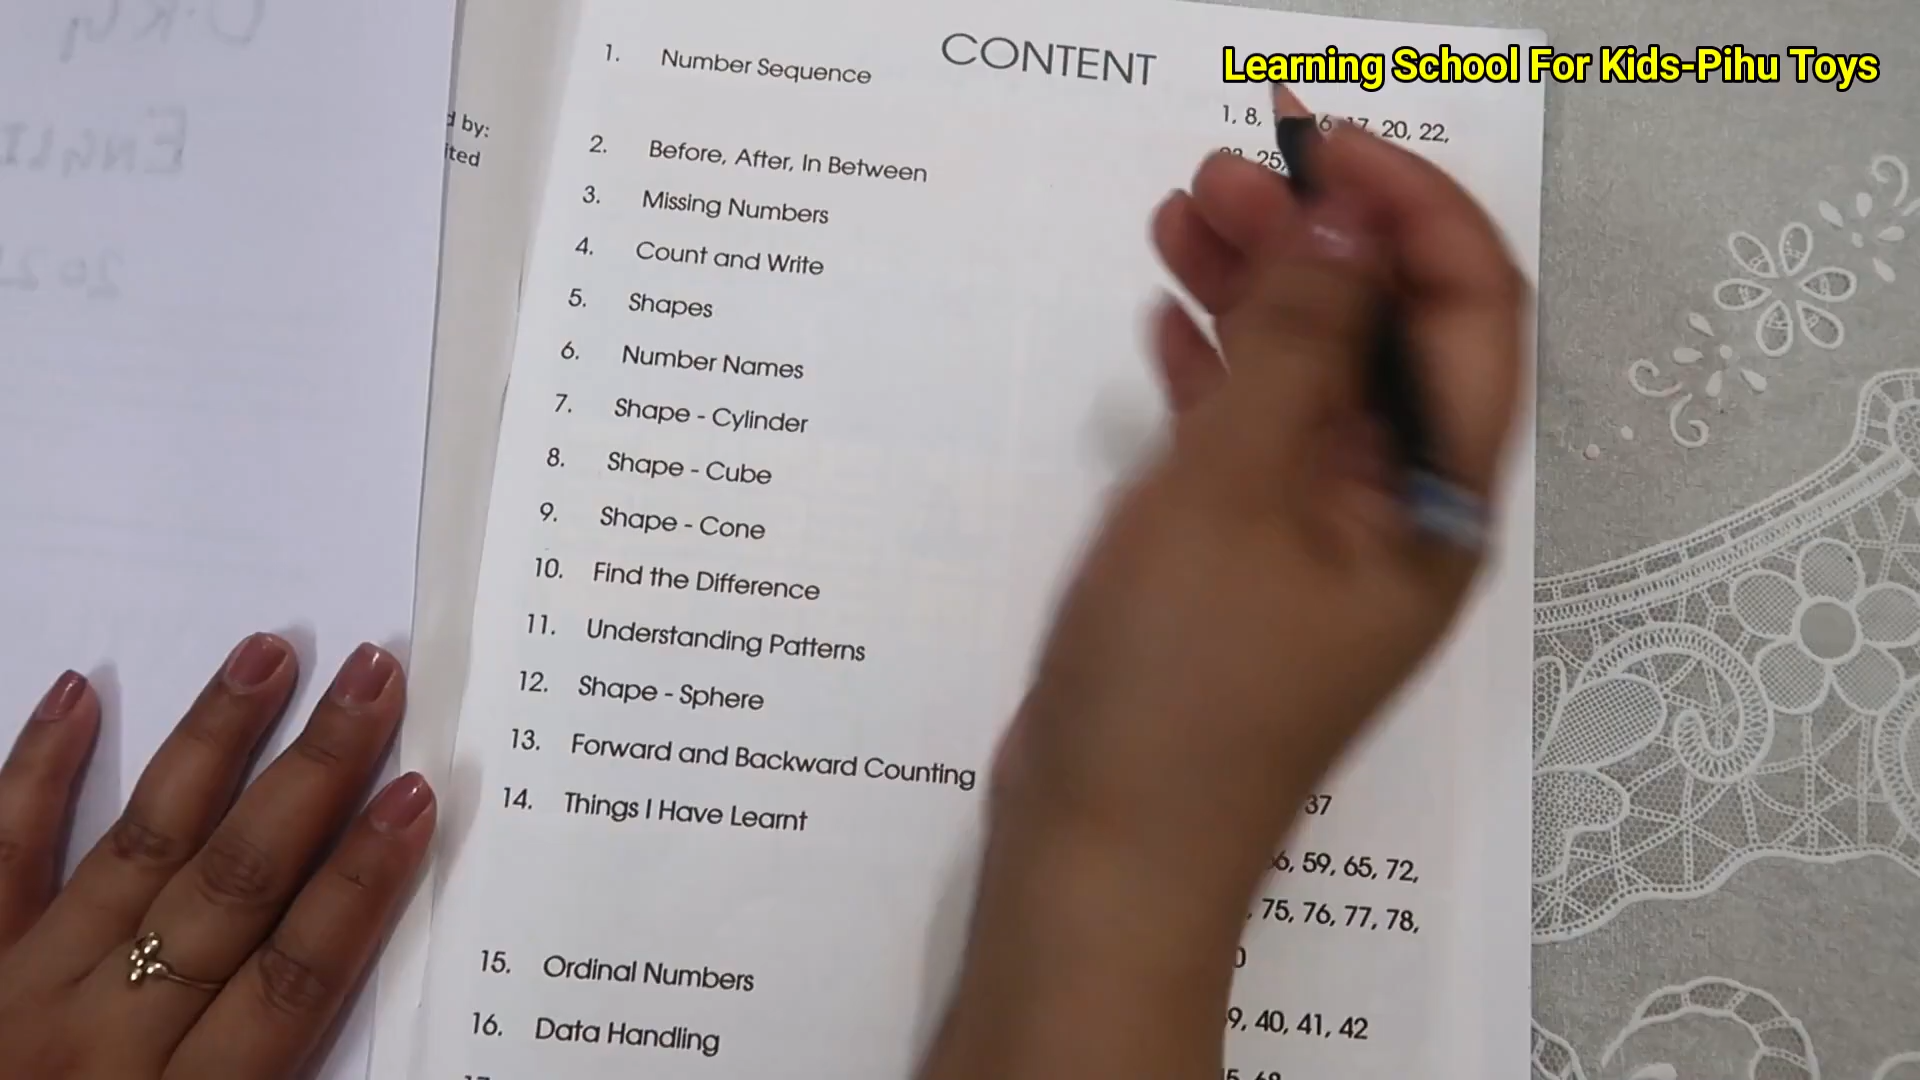 Learning School For Kids-Pihu Toys
CONTENT
1. Number Sequence
1, 8, 16, 17, 20, 22,
25,
2. Before, After, In Between
3. Missing Numbers
4. Count and Write
5. Shapes
6. Number Names
7. Shape - Cylinder
8. Shape - Cube
9. Shape - Cone
10. Find the Difference
11. Understanding Patterns
12. Shape - Sphere
13. Forward and Backward Counting
37
14. Things I Have Learnt
59, 65, 72,
75, 76, 77, 78,
15. Ordinal Numbers
40, 41, 42
16. Data Handling
by:
ENGLI